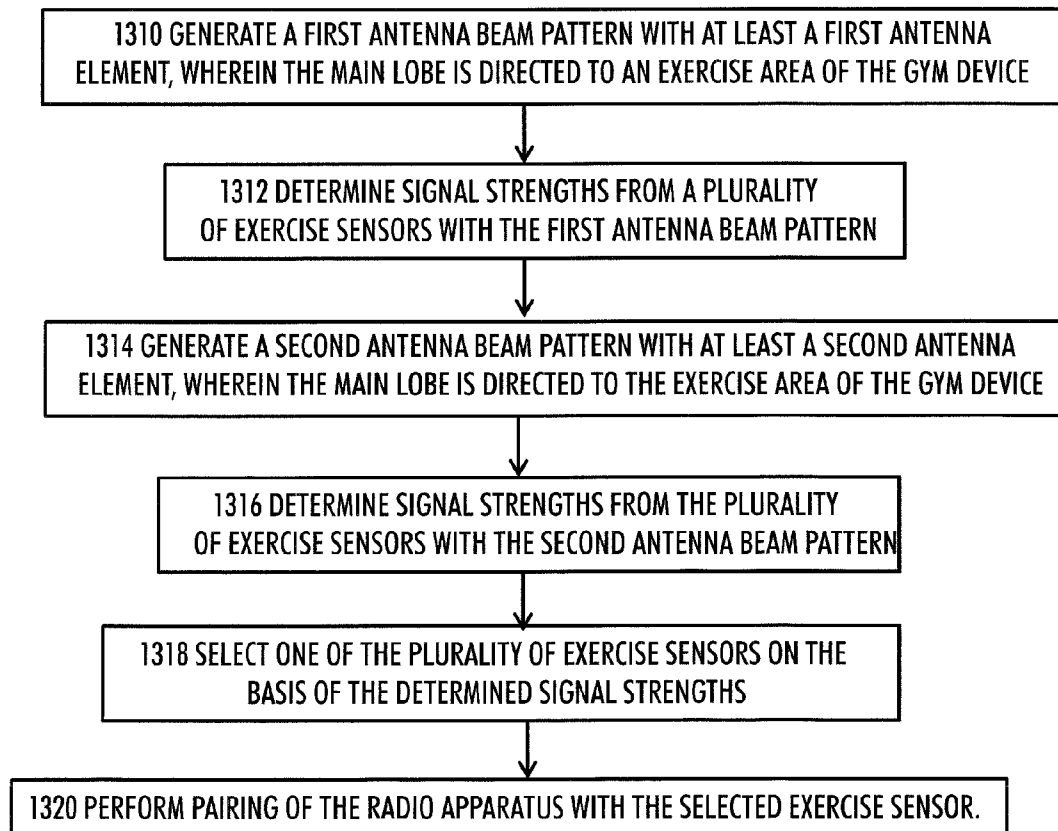 1310 GENERATE A FIRST ANTENNA BEAM PATTERN WITH AT LEAST A FIRST ANTENNA
ELEMENT, WHEREIN THE MAIN LOBE IS DIRECTED TO AN EXERCISE AREA OF THE GYM DEVICE
1312 DETERMINE SIGNAL STRENGTHS FROM A PLURALITY
OF EXERCISE SENSORS WITH THE FIRST ANTENNA BEAM PATTERN
1314 GENERATE A SECOND ANTENNA BEAM PATTERN WITH AT LEAST A SECOND ANTENNA
ELEMENT, WHEREIN THE MAIN LOBE IS DIRECTED TO THE EXERCISE AREA OF THE GYM DEVICE
1316 DETERMINE SIGNAL STRENGTHS FROM THE PLURALITY
OF EXERCISE SENSORS WITH THE SECOND ANTENNA BEAM PATTERN
1318 SELECT ONE OF THE PLURALITY OF EXERCISE SENSORS ON THE
BASIS OF THE DETERMINED SIGNAL STRENGTHS
1320 PERFORM PAIRING OF THE RADIO APPARATUS WITH THE SELECTED EXERCISE SENSOR.